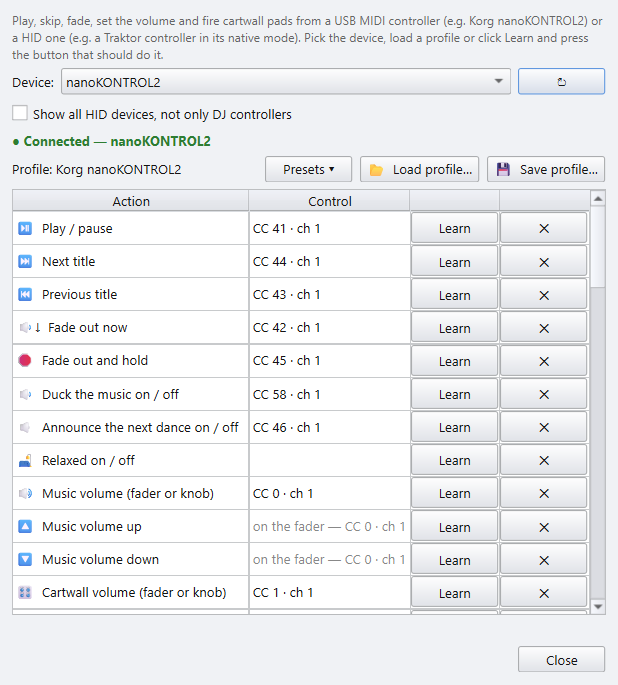 Play, skip, fade, set the volume and fire cartwall pads from a USB MIDI controller (e.g. Korg nanoKONTROL2) or
a HID one (e.g. a Traktor controller in its native mode). Pick the device, load a profile or click Learn and press
the button that should do it.
Device: nanoKONTROL2
Show all HID devices, not only DJ controllers
● Connected — nanoKONTROL2
Profile: Korg nanoKONTROL2 Presets ▾ Load profile... Save profile...
Action Control
Play / pause CC 41 · ch 1 Learn ✕
Next title CC 44 · ch 1 Learn ✕
Previous title CC 43 · ch 1 Learn ✕
↓ Fade out now CC 42 · ch 1 Learn ✕
Fade out and hold CC 45 · ch 1 Learn ✕
Duck the music on / off CC 58 · ch 1 Learn ✕
Announce the next dance on / off CC 46 · ch 1 Learn ✕
Relaxed on / off Learn ✕
Music volume (fader or knob) CC 0 · ch 1 Learn ✕
Music volume up on the fader — CC 0 · ch 1 Learn ✕
Music volume down on the fader — CC 0 · ch 1 Learn ✕
Cartwall volume (fader or knob) CC 1 · ch 1 Learn ✕
Close